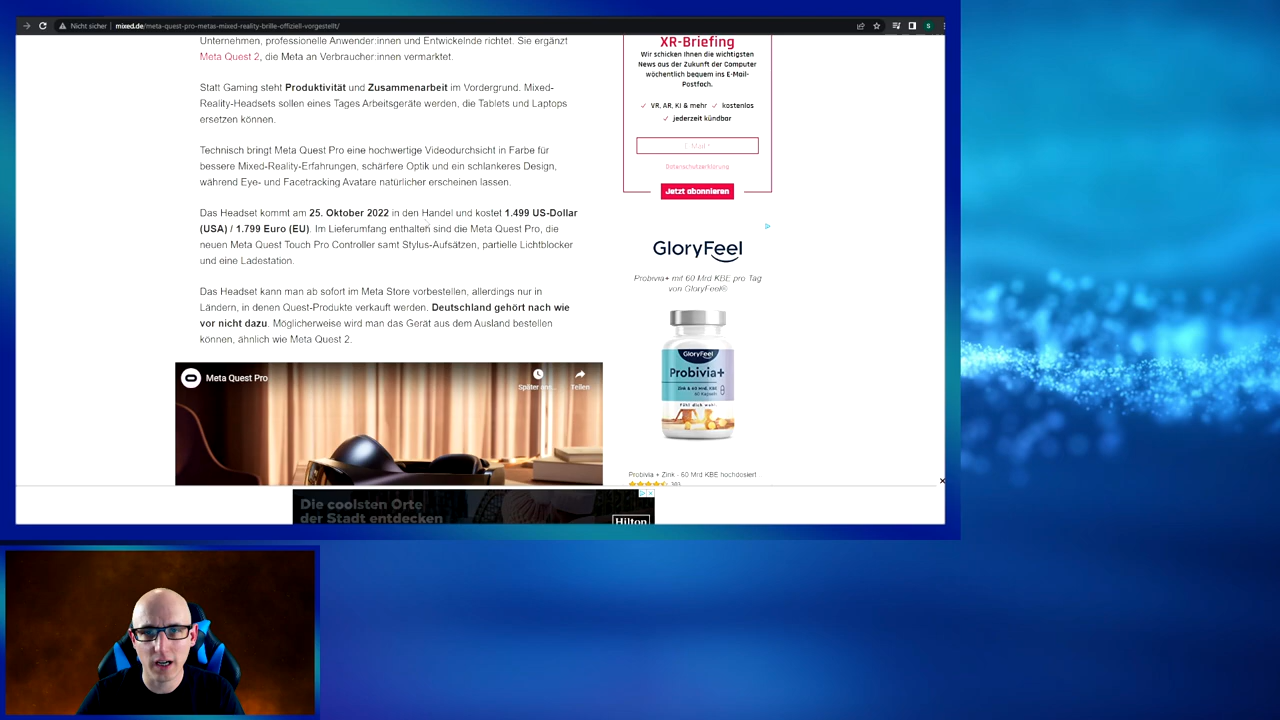 Nicht sicher
mixed.de/meta-quest-pro-metas-mixed-reality-brille-offiziell-vorgestellt/
S
Unternehmen, professionelle Anwender:innen und Entwickelnde richtet. Sie ergänzt
Meta Quest 2, die Meta an Verbraucher:innen vermarktet.
Statt Gaming steht Produktivität und Zusammenarbeit im Vordergrund. Mixed-
Reality-Headsets sollen eines Tages Arbeitsgeräte werden, die Tablets und Laptops
ersetzen können.
Technisch bringt Meta Quest Pro eine hochwertige Videodurchsicht in Farbe für
bessere Mixed-Reality-Erfahrungen, schärfere Optik und ein schlankeres Design,
während Eye- und Facetracking Avatare natürlicher erscheinen lassen.
Das Headset kommt am 25. Oktober 2022 in den Handel und kostet 1.499 US-Dollar
(USA) / 1.799 Euro (EU). Im Lieferumfang enthalten sind die Meta Quest Pro, die
neuen Meta Quest Touch Pro Controller samt Stylus-Aufsätzen, partielle Lichtblocker
und eine Ladestation.
Das Headset kann man ab sofort im Meta Store vorbestellen, allerdings nur in
Ländern, in denen Quest-Produkte verkauft werden. Deutschland gehört nach wie
vor nicht dazu. Möglicherweise wird man das Gerät aus dem Ausland bestellen
können, ähnlich wie Meta Quest 2.
Meta Quest Pro
Später an...
Teilen
Die coolsten Orte
der Stadt entdecken
Hilton
XR-Briefing
Wir schicken Ihnen die wichtigsten
News aus der Zukunft der Computer
wöchentlich bequem ins E-Mail-
Postfach.
VR, AR, KI & mehr ✓ kostenlos
jederzeit kündbar
E-Mail *
Datenschutzerklärung
Jetzt abonnieren
GloryFeel
Probivia+ mit 60 Mrd KBE pro Tag
von GloryFeel®
GloryFeel
Probivia+
Fühl dich wohl.
Probivia + Zink - 60 Mrd KBE hochdosiert
303